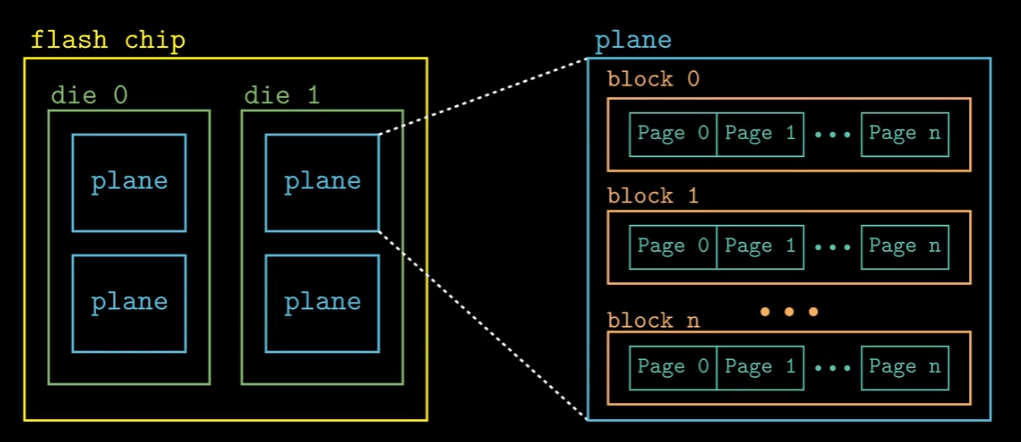 flash chip
die 0
plane
plane
die 1
plane
plane
plane
block 0
Page 0 Page 1 ••• Page n
block 1
Page 0 Page 1 ••• Page n
•••
block n
Page 0 Page 1 ••• Page n